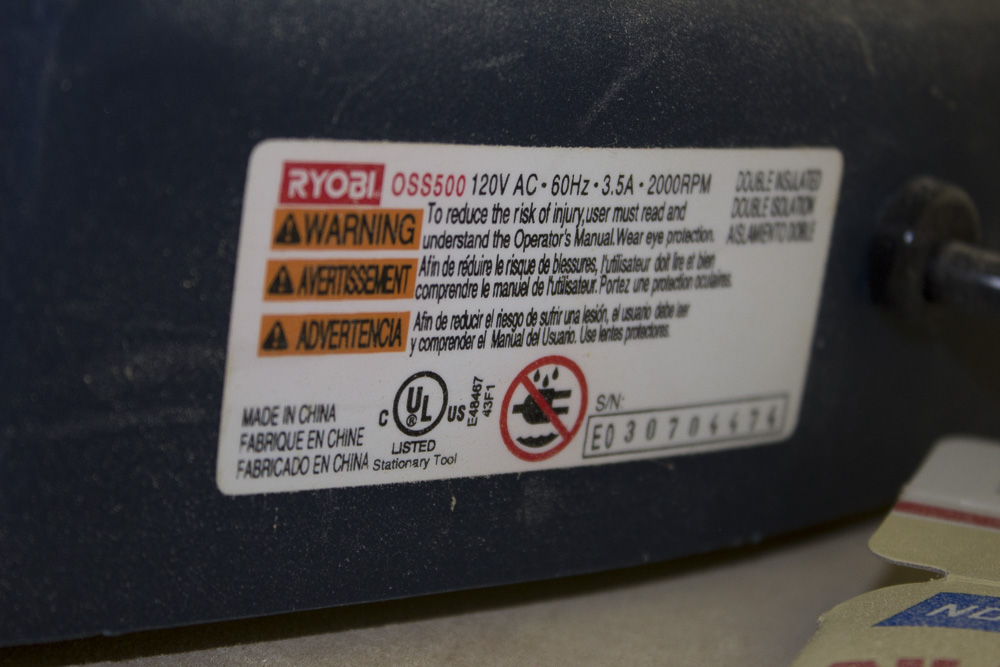 RYOBI OSS500 120V AC • 60Hz • 3.5A • 2000RPM
DOUBLE INSULATED
DOUBLE ISOLATION
AISLAMIENTO DOBLE
WARNING To reduce the risk of injury,user must read and
understand the Operator's Manual.Wear eye protection.
AVERTISSEMENT Afin de réduire le risque de blessures, l'utilisateur doit lire et bien
comprendre le manuel de l'utilisateur. Portez une protection oculaires.
ADVERTENCIA Afin de reducir el riesgo de sufrir una lesión, el usuario debe leer
y comprender el Manual del Usuario. Use lentes protectores.
MADE IN CHINA
FABRIQUE EN CHINE
FABRICADO EN CHINA
C UL ® US
LISTED
Stationary Tool
E48467
43F1
S/N:
E030704474
ND